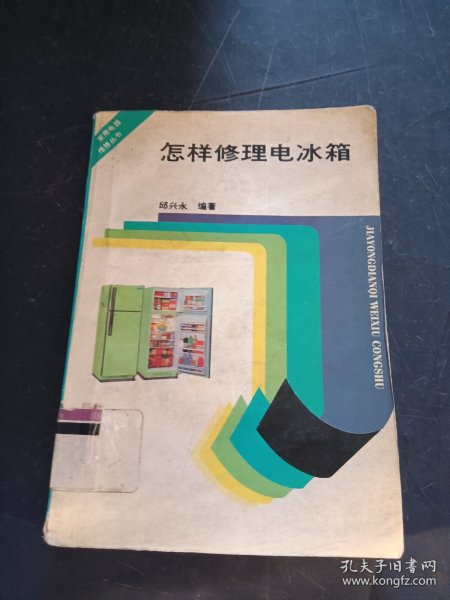 家用电器
维修丛书
怎样修理电冰箱
邱兴永 编著
JIAYONGDIANQI WEIXIU CONGSHU
孔夫子旧书网
www.kongfz.com